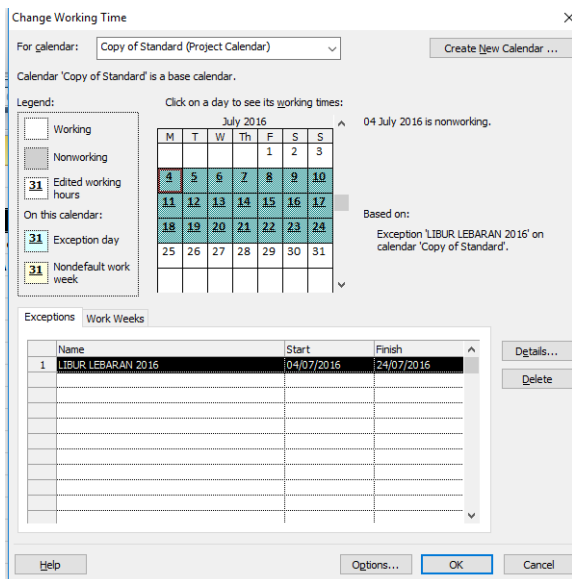 Change Working Time
For calendar: Copy of Standard (Project Calendar) Create New Calendar ...
Calendar 'Copy of Standard' is a base calendar.
Legend:
Working
Nonworking
31 Edited working
hours
On this calendar:
31 Exception day
31 Nondefault work
week
Click on a day to see its working times:
July 2016
M T W Th F S S
1 2 3
4 5 6 7 8 9 10
11 12 13 14 15 16 17
18 19 20 21 22 23 24
25 26 27 28 29 30 31
04 July 2016 is nonworking.
Based on:
Exception 'LIBUR LEBARAN 2016' on
calendar 'Copy of Standard'.
Exceptions Work Weeks
Name Start Finish
1 LIBUR LEBARAN 2016 04/07/2016 24/07/2016
Details...
Delete
Help Options... OK Cancel